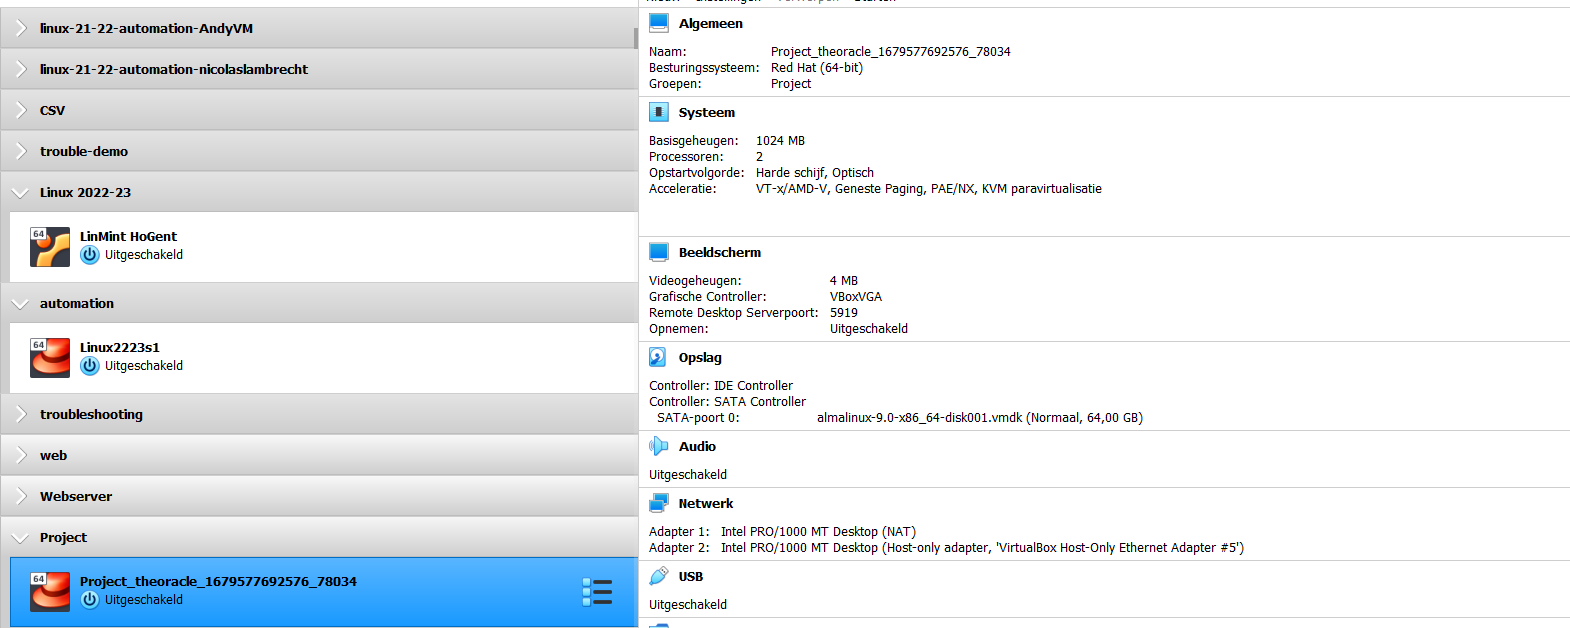 linux-21-22-automation-AndyVM
linux-21-22-automation-nicolaslambrecht
CSV
trouble-demo
Linux 2022-23
64
LinMint HoGent
Uitgeschakeld
automation
64
Linux2223s1
Uitgeschakeld
troubleshooting
web
Webserver
Project
64
Project_theoracle_1679577692576_78034
Uitgeschakeld
Algemeen
Naam: Project_theoracle_1679577692576_78034
Besturingssysteem: Red Hat (64-bit)
Groepen: Project
Systeem
Basisgeheugen: 1024 MB
Processoren: 2
Opstartvolgorde: Harde schijf, Optisch
Acceleratie: VT-x/AMD-V, Geneste Paging, PAE/NX, KVM paravirtualisatie
Beeldscherm
Videogeheugen: 4 MB
Grafische Controller: VBoxVGA
Remote Desktop Serverpoort: 5919
Opnemen: Uitgeschakeld
Opslag
Controller: IDE Controller
Controller: SATA Controller
SATA-poort 0: almalinux-9.0-x86_64-disk001.vmdk (Normaal, 64,00 GB)
Audio
Uitgeschakeld
Netwerk
Adapter 1: Intel PRO/1000 MT Desktop (NAT)
Adapter 2: Intel PRO/1000 MT Desktop (Host-only adapter, 'VirtualBox Host-Only Ethernet Adapter #5')
USB
Uitgeschakeld